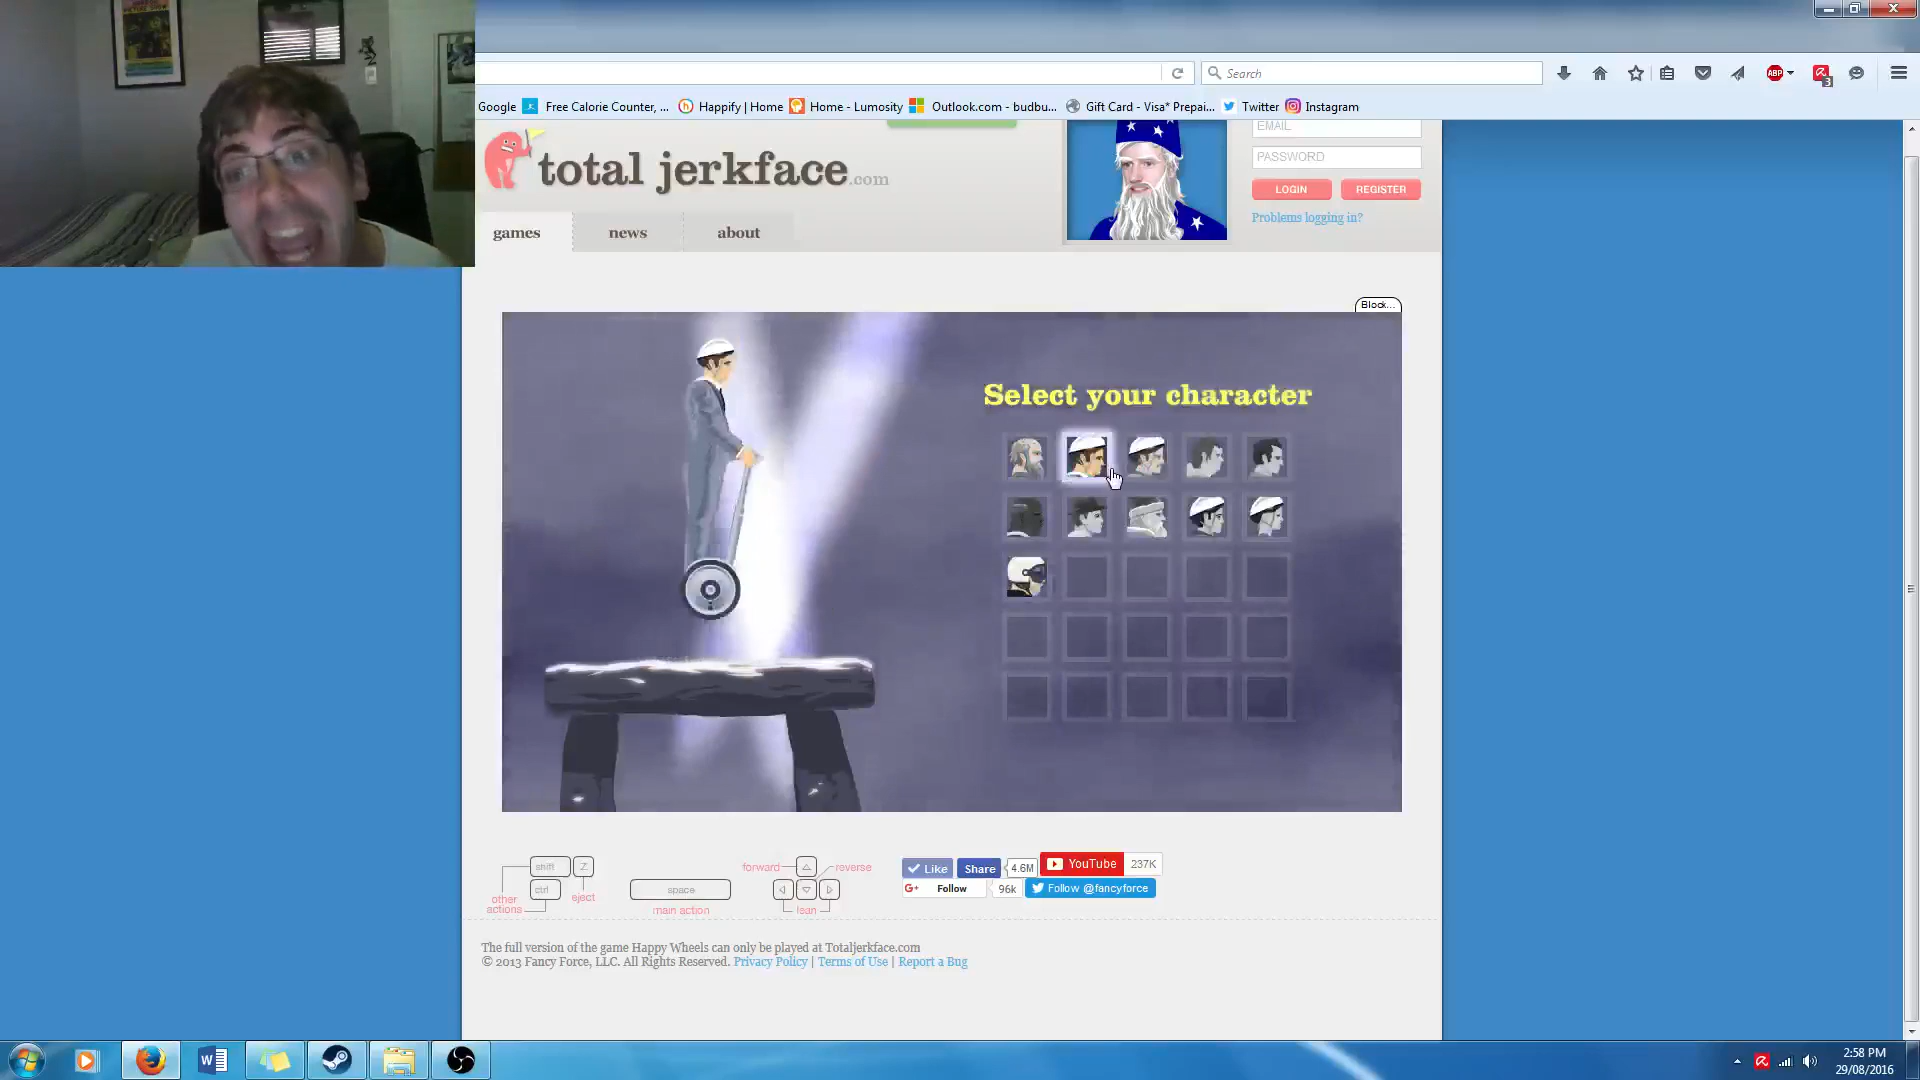 Search
ABP
3
Google Free Calorie Counter, ... Happify | Home Home - Lumosity Outlook.com - budbu... Gift Card - Visa* Prepai... Twitter Instagram
total jerkface.com
EMAIL
PASSWORD
LOGIN REGISTER
Problems logging in?
games news about
Block...
Select your character
shift Z
ctrl
other actions
eject
space
main action
forward reverse
lean
Like Share 4.6M YouTube 237K
G+ Follow 96k Follow @fancyforce
The full version of the game Happy Wheels can only be played at Totaljerkface.com
© 2013 Fancy Force, LLC. All Rights Reserved. Privacy Policy | Terms of Use | Report a Bug
2:58 PM
29/08/2016